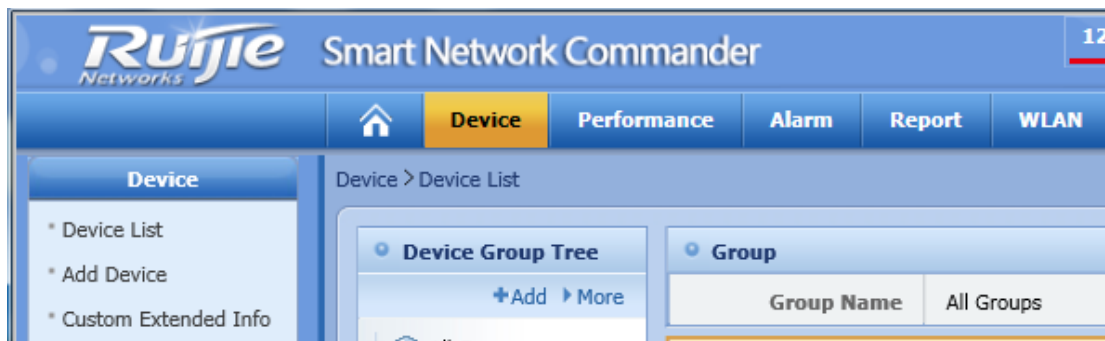 Ruijie Networks Smart Network Commander 12
Device Performance Alarm Report WLAN
Device
Device > Device List
Device List
Add Device
Custom Extended Info
Device Group Tree
+Add More
Group
Group Name All Groups